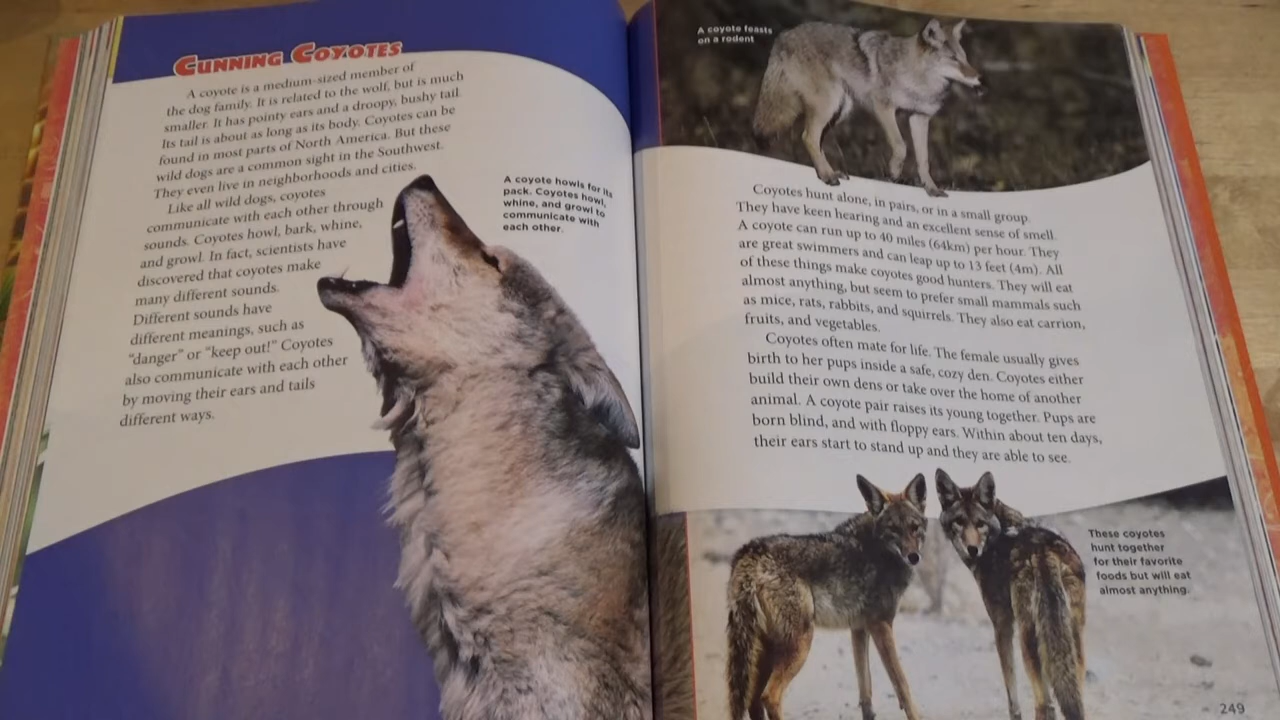 CUNNING COYOTES
A coyote is a medium-sized member of
the dog family. It is related to the wolf, but is much
smaller. It has pointy ears and a droopy, bushy tail.
Its tail is about as long as its body. Coyotes can be
found in most parts of North America. But these
wild dogs are a common sight in the Southwest.
They even live in neighborhoods and cities.
Like all wild dogs, coyotes
communicate with each other through
sounds. Coyotes howl, bark, whine,
and growl. In fact, scientists have
discovered that coyotes make
many different sounds.
Different sounds have
different meanings, such as
"danger" or "keep out!" Coyotes
also communicate with each other
by moving their ears and tails
different ways.
A coyote howls for its
pack. Coyotes howl,
whine, and growl to
communicate with
each other.
A coyote feasts
on a rodent
Coyotes hunt alone, in pairs, or in a small group.
They have keen hearing and an excellent sense of smell.
A coyote can run up to 40 miles (64km) per hour. They
are great swimmers and can leap up to 13 feet (4m). All
of these things make coyotes good hunters. They will eat
almost anything, but seem to prefer small mammals such
as mice, rats, rabbits, and squirrels. They also eat carrion,
fruits, and vegetables.
Coyotes often mate for life. The female usually gives
birth to her pups inside a safe, cozy den. Coyotes either
build their own dens or take over the home of another
animal. A coyote pair raises its young together. Pups are
born blind, and with floppy ears. Within about ten days,
their ears start to stand up and they are able to see.
These coyotes
hunt together
for their favorite
foods but will eat
almost anything.
249